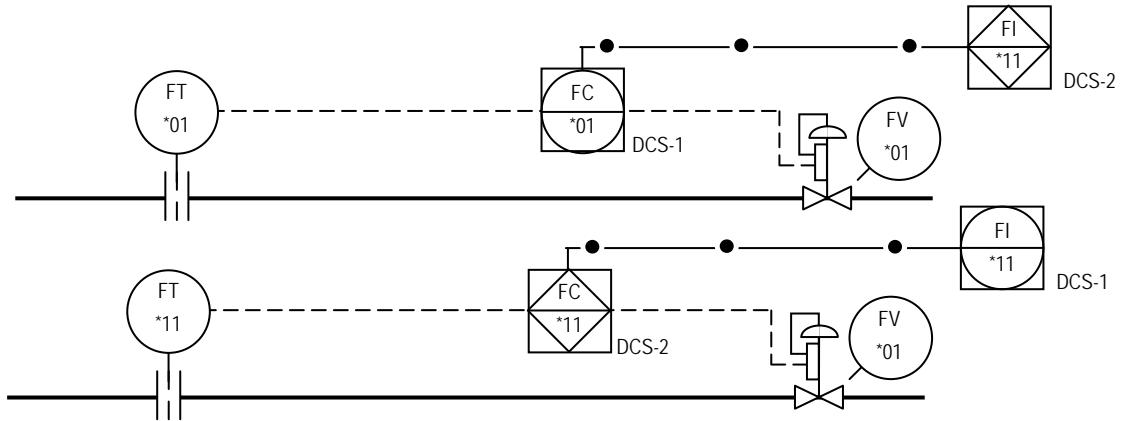 FI
*11
DCS-2
FT
*01
FC
*01
DCS-1
FV
*01
FI
*11
DCS-1
FT
*11
FC
*11
DCS-2
FV
*01